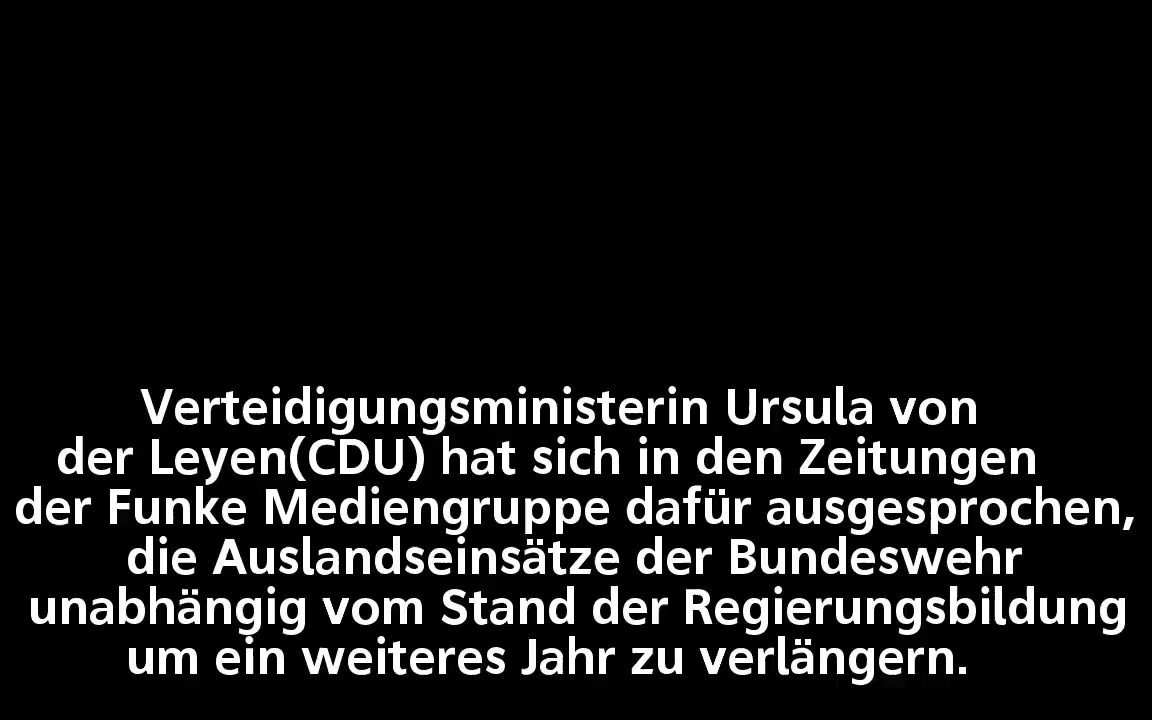 Verteidigungsministerin Ursula von
der Leyen(CDU) hat sich in den Zeitungen
der Funke Mediengruppe dafür ausgesprochen,
die Auslandseinsätze der Bundeswehr
unabhängig vom Stand der Regierungsbildung
um ein weiteres Jahr zu verlängern.